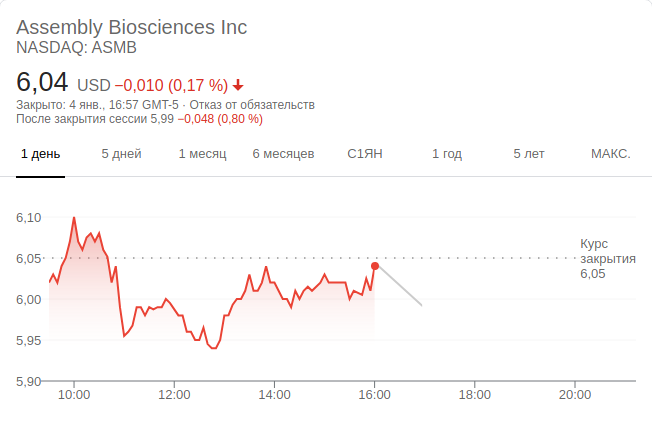 Assembly Biosciences Inc
NASDAQ: ASMB
6,04 USD −0,010 (0,17 %)
Закрыто: 4 янв., 16:57 GMT-5 · Отказ от обязательств
После закрытия сессии 5,99 −0,048 (0,80 %)
1 день 5 дней 1 месяц 6 месяцев С1ЯН 1 год 5 лет МАКС.
6,10
6,05
6,00
5,95
5,90
Курс
закрытия
6,05
10:00 12:00 14:00 16:00 18:00 20:00